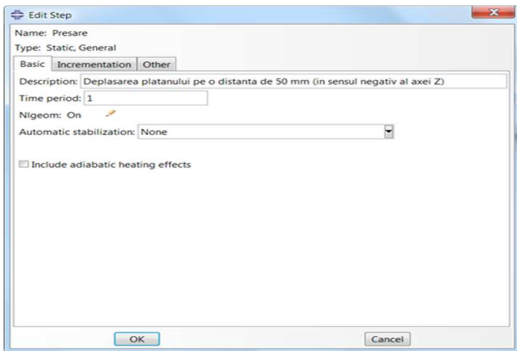 Edit Step
Name: Presare
Type: Static, General
Basic Incrementation Other
Description: Deplasarea platanului pe o distanta de 50 mm (in sensul negativ al axei Z)
Time period: 1
Nlgeom: On
Automatic stabilization: None
Include adiabatic heating effects
OK Cancel